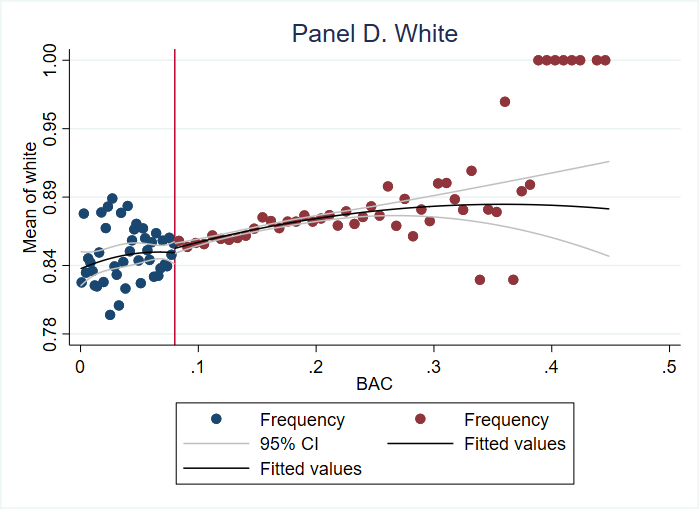 Panel D. White
Mean of white
1.00
0.95
0.89
0.84
0.78
0 .1 .2 .3 .4 .5
BAC
Frequency Frequency
95% CI Fitted values
Fitted values